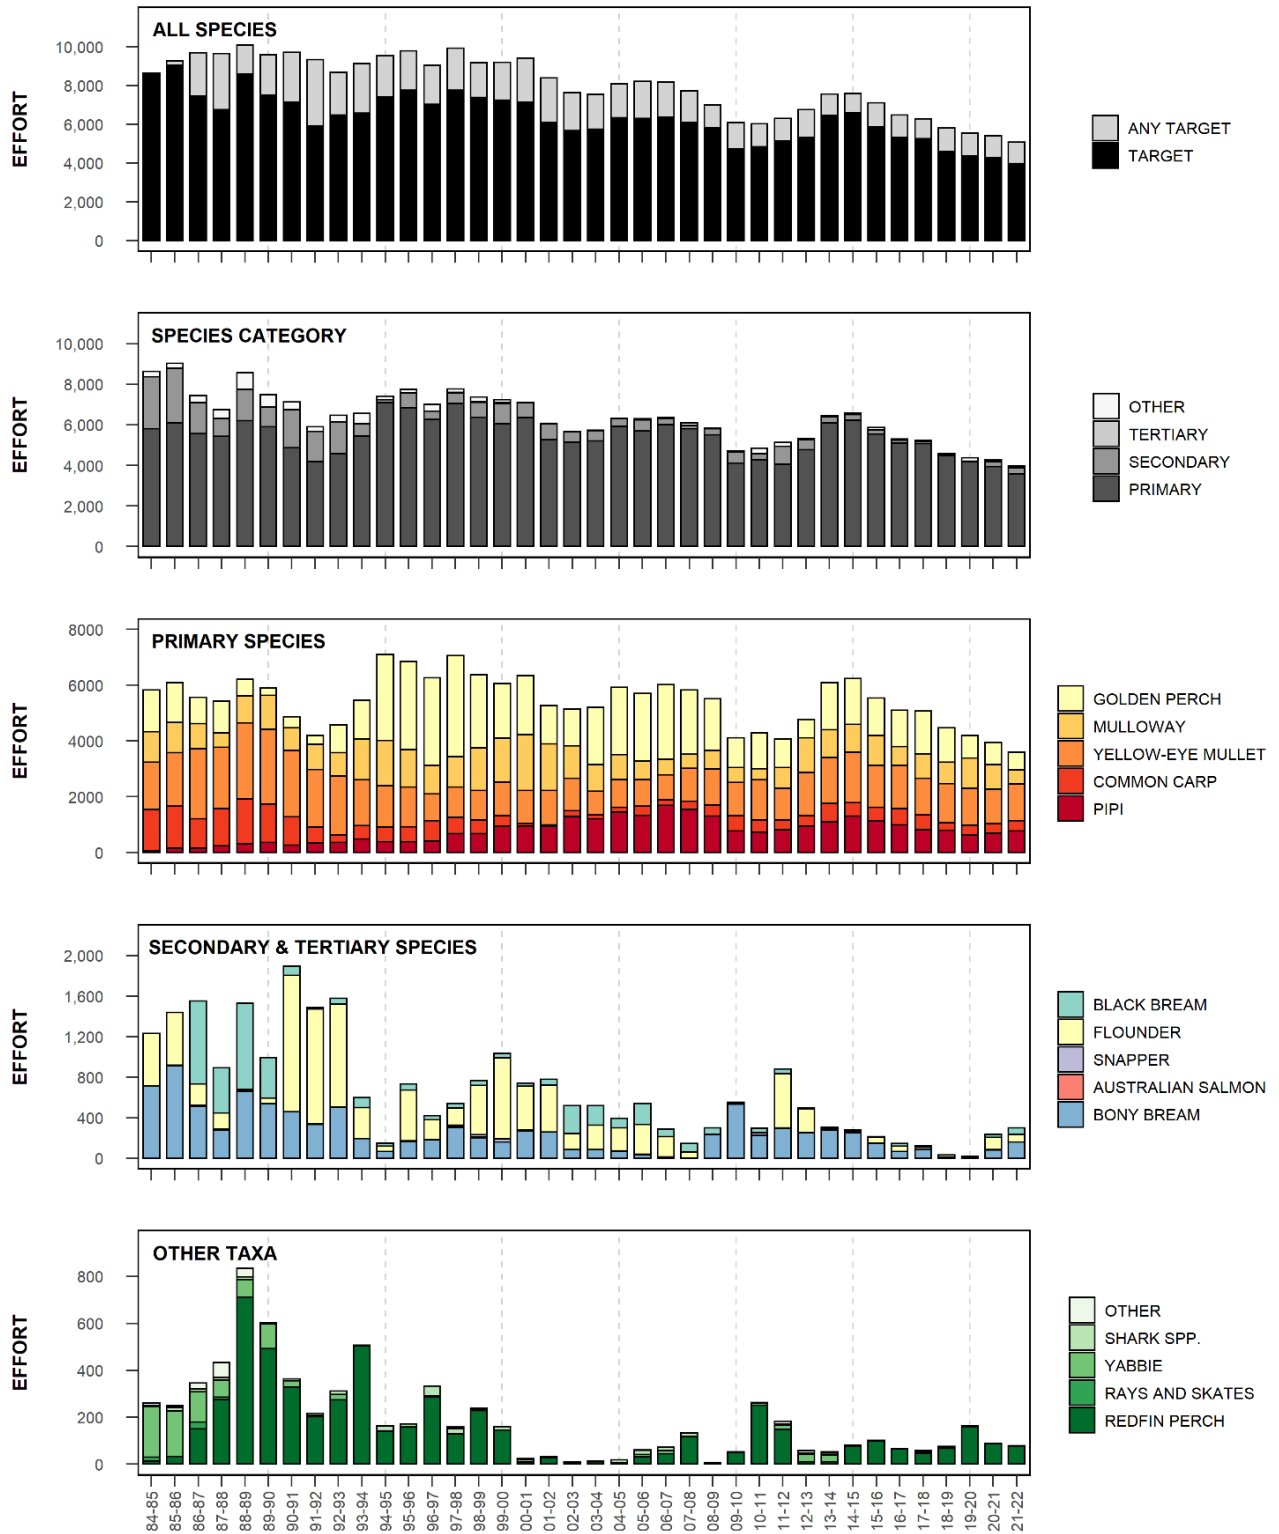 ALL SPECIES
EFFORT
10,000
8,000
6,000
4,000
2,000
0
ANY TARGET
TARGET
SPECIES CATEGORY
EFFORT
10,000
8,000
6,000
4,000
2,000
0
OTHER
TERTIARY
SECONDARY
PRIMARY
PRIMARY SPECIES
EFFORT
8000
6000
4000
2000
0
GOLDEN PERCH
MULLOWAY
YELLOW-EYE MULLET
COMMON CARP
PIPI
SECONDARY & TERTIARY SPECIES
EFFORT
2,000
1,600
1,200
800
400
0
BLACK BREAM
FLOUNDER
SNAPPER
AUSTRALIAN SALMON
BONY BREAM
OTHER TAXA
EFFORT
800
600
400
200
0
OTHER
SHARK SPP.
YABBIE
RAYS AND SKATES
REDFIN PERCH
84-85
85-86
86-87
87-88
88-89
89-90
90-91
91-92
92-93
93-94
94-95
95-96
96-97
97-98
98-99
99-00
00-01
01-02
02-03
03-04
04-05
05-06
06-07
07-08
08-09
09-10
10-11
11-12
12-13
13-14
14-15
15-16
16-17
17-18
18-19
19-20
20-21
21-22